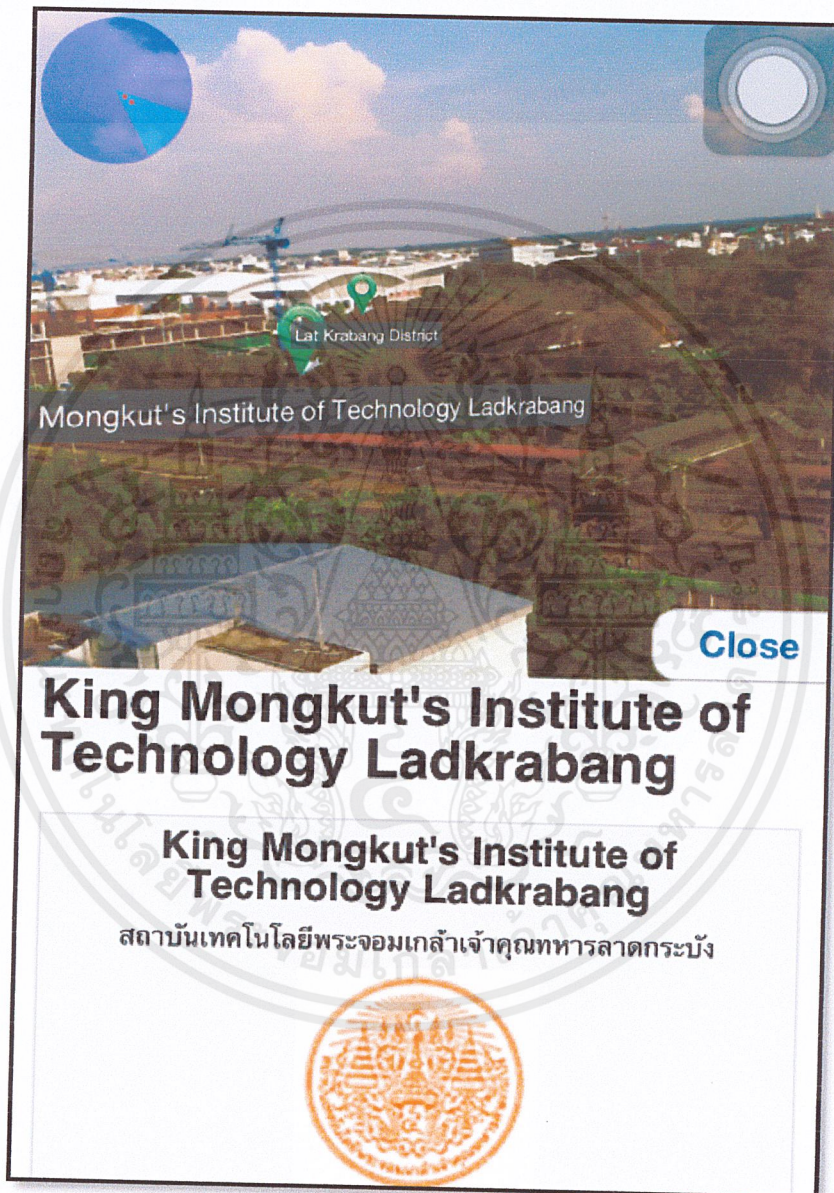 Lat Krabang District
Mongkut's Institute of Technology Ladkrabang
Close
King Mongkut's Institute of
Technology Ladkrabang
King Mongkut's Institute of
Technology Ladkrabang
สถาบันเทคโนโลยีพระจอมเกล้าเจ้าคุณทหารลาดกระบัง